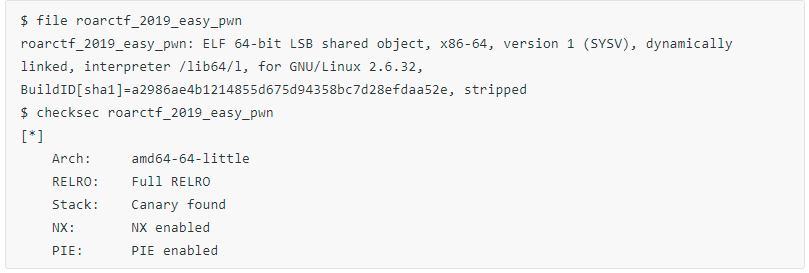 $ file roarctf_2019_easy_pwn
roarctf_2019_easy_pwn: ELF 64-bit LSB shared object, x86-64, version 1 (SYSV), dynamically
linked, interpreter /lib64/l, for GNU/Linux 2.6.32,
BuildID[sha1]=a2986ae4b1214855d675d94358bc7d28efdaa52e, stripped
$ checksec roarctf_2019_easy_pwn
[*]
    Arch:     amd64-64-little
    RELRO:    Full RELRO
    Stack:    Canary found
    NX:       NX enabled
    PIE:      PIE enabled